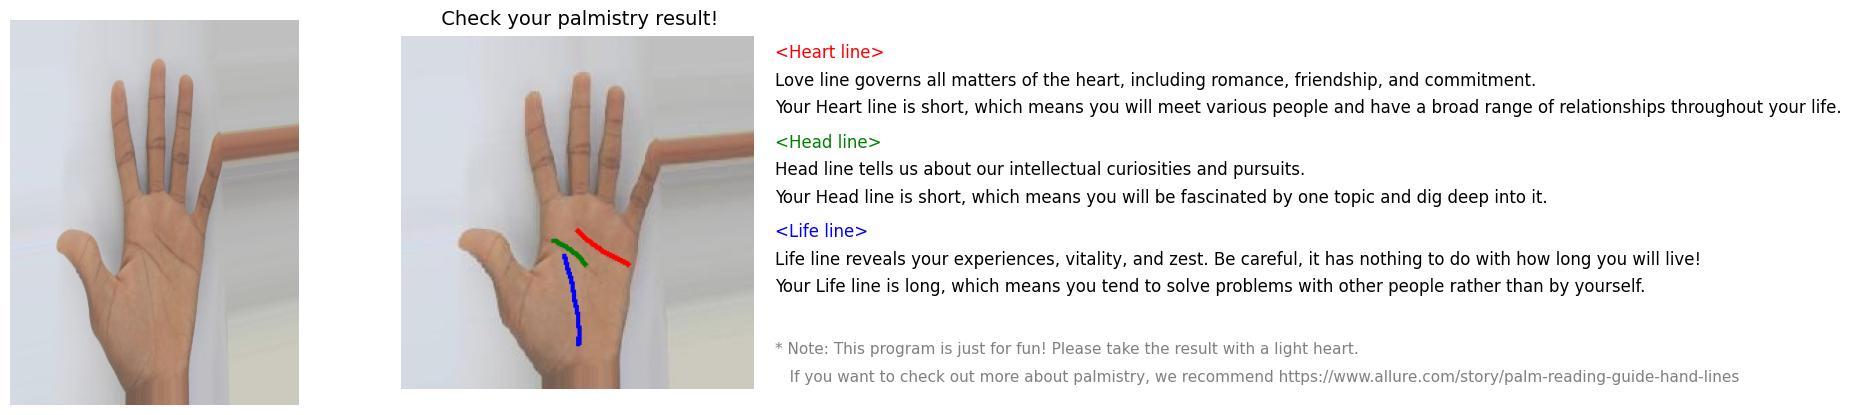 Check your palmistry result!
<Heart line>
Love line governs all matters of the heart, including romance, friendship, and commitment.
Your Heart line is short, which means you will meet various people and have a broad range of relationships throughout your life.
<Head line>
Head line tells us about our intellectual curiosities and pursuits.
Your Head line is short, which means you will be fascinated by one topic and dig deep into it.
<Life line>
Life line reveals your experiences, vitality, and zest. Be careful, it has nothing to do with how long you will live!
Your Life line is long, which means you tend to solve problems with other people rather than by yourself.
* Note: This program is just for fun! Please take the result with a light heart.
If you want to check out more about palmistry, we recommend https://www.allure.com/story/palm-reading-guide-hand-lines